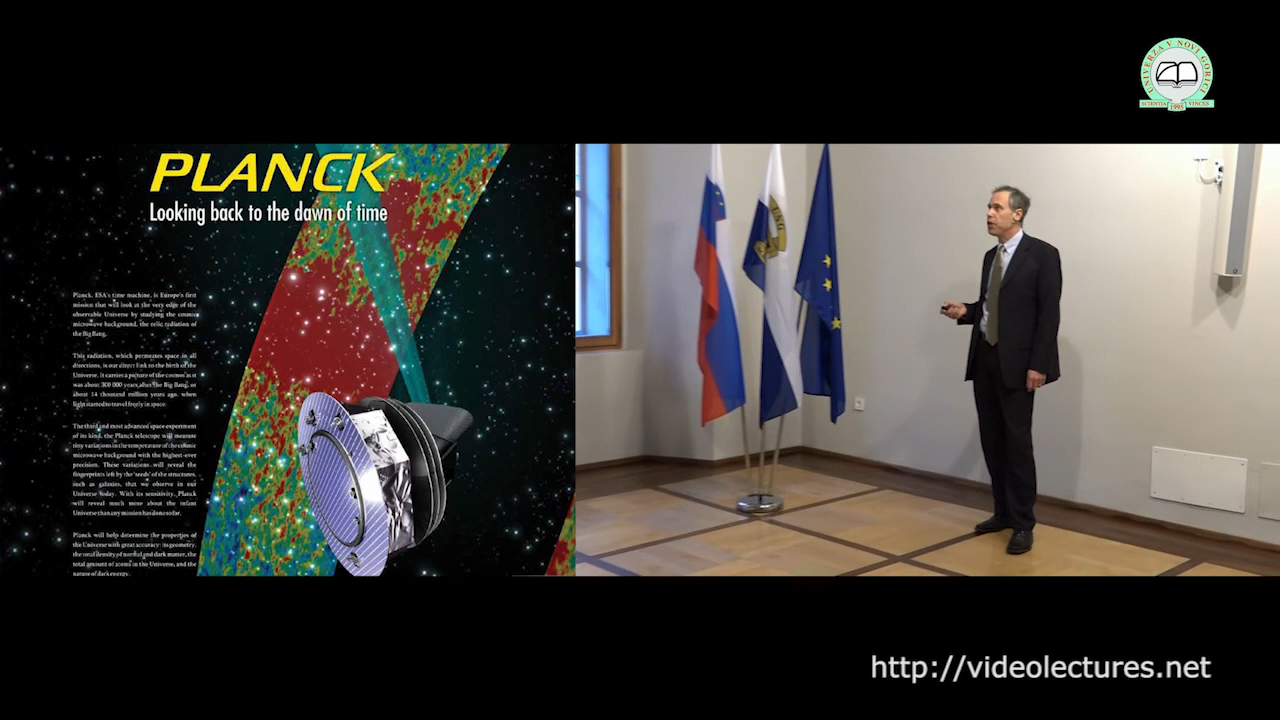 UNIVERZA V NOVI GORICI
SCIENTIA VINCES
1995
PLANCK
Looking back to the dawn of time
Planck, ESA's time machine, is Europe's first
mission that will look at the very edge of the
observable Universe by studying the cosmic
microwave background, the relic radiation of
the Big Bang.
This radiation, which permeates space in all
directions, is our direct link to the birth of the
Universe. It carries a picture of the cosmos as it
was about 300 000 years after the Big Bang, or
about 14 thousand million years ago, when
light started to travel freely in space.
The third and most advanced space experiment
of its kind, the Planck telescope will measure
tiny variations in the temperature of the cosmic
microwave background with the highest-ever
precision. These variations will reveal the
fingerprints left by the 'seeds' of the structures,
such as galaxies, that we observe in our
Universe today. With its sensitivity, Planck
will reveal much more about the infant
Universe than any mission has done so far.
Planck will help determine the properties of
the Universe with great accuracy: its geometry,
the total density of normal and dark matter, the
total amount of atoms in the Universe, and the
nature of dark energy.
UNG
http://videolectures.net